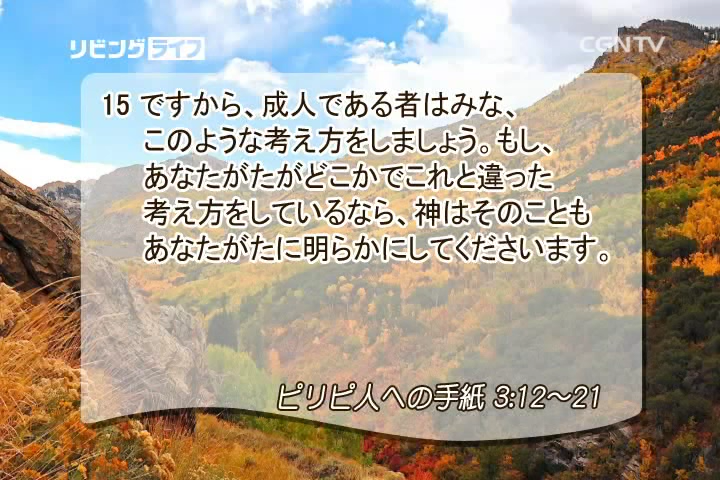 リビングライフ
CGNTV
15 ですから、成人である者はみな、
このような考え方をしましょう。もし、
あなたがたがどこかでこれと違った
考え方をしているなら、神はそのことも
あなたがたに明らかにしてくださいます。
ピリピ人への手紙 3:12～21